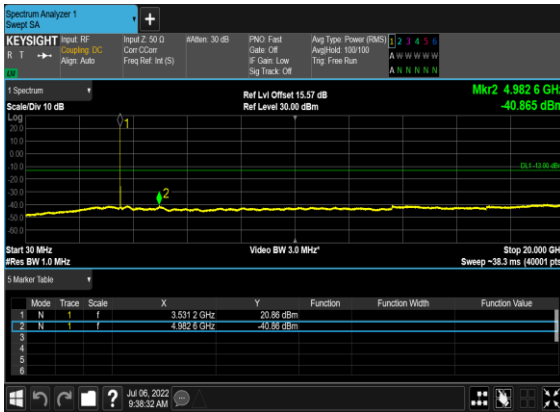 Spectrum Analyzer 1
Swept SA
+
KEYSIGHT
R T
Input: RF
Coupling: DC
Align: Auto
Input Z: 50 Ω
Corr CCorr
Freq Ref: Int (S)
#Atten: 30 dB
PNO: Fast
Gate: Off
IF Gain: Low
Sig Track: Off
Avg Type: Power (RMS)
Avg|Hold: 100/100
Trig: Free Run
1 2 3 4 5 6
A W W W W W
A N N N N N
1 Spectrum
Scale/Div 10 dB
Ref Lvl Offset 15.57 dB
Ref Level 30.00 dBm
Mkr2 4.982 6 GHz
-40.865 dBm
Log
20.0
10.0
0.00
-10.0
-20.0
-30.0
-40.0
-50.0
-60.0
1
2
DL1 -13.00 dBm
Start 30 MHz
#Res BW 1.0 MHz
Video BW 3.0 MHz*
Stop 20.000 GHz
Sweep ~38.3 ms (40001 pts)
5 Marker Table
Mode Trace Scale X Y Function Function Width Function Value
1 N 1 f 3.531 2 GHz 20.86 dBm
2 N 1 f 4.982 6 GHz -40.86 dBm
3
4
5
6
?
Jul 06, 2022
9:38:32 AM